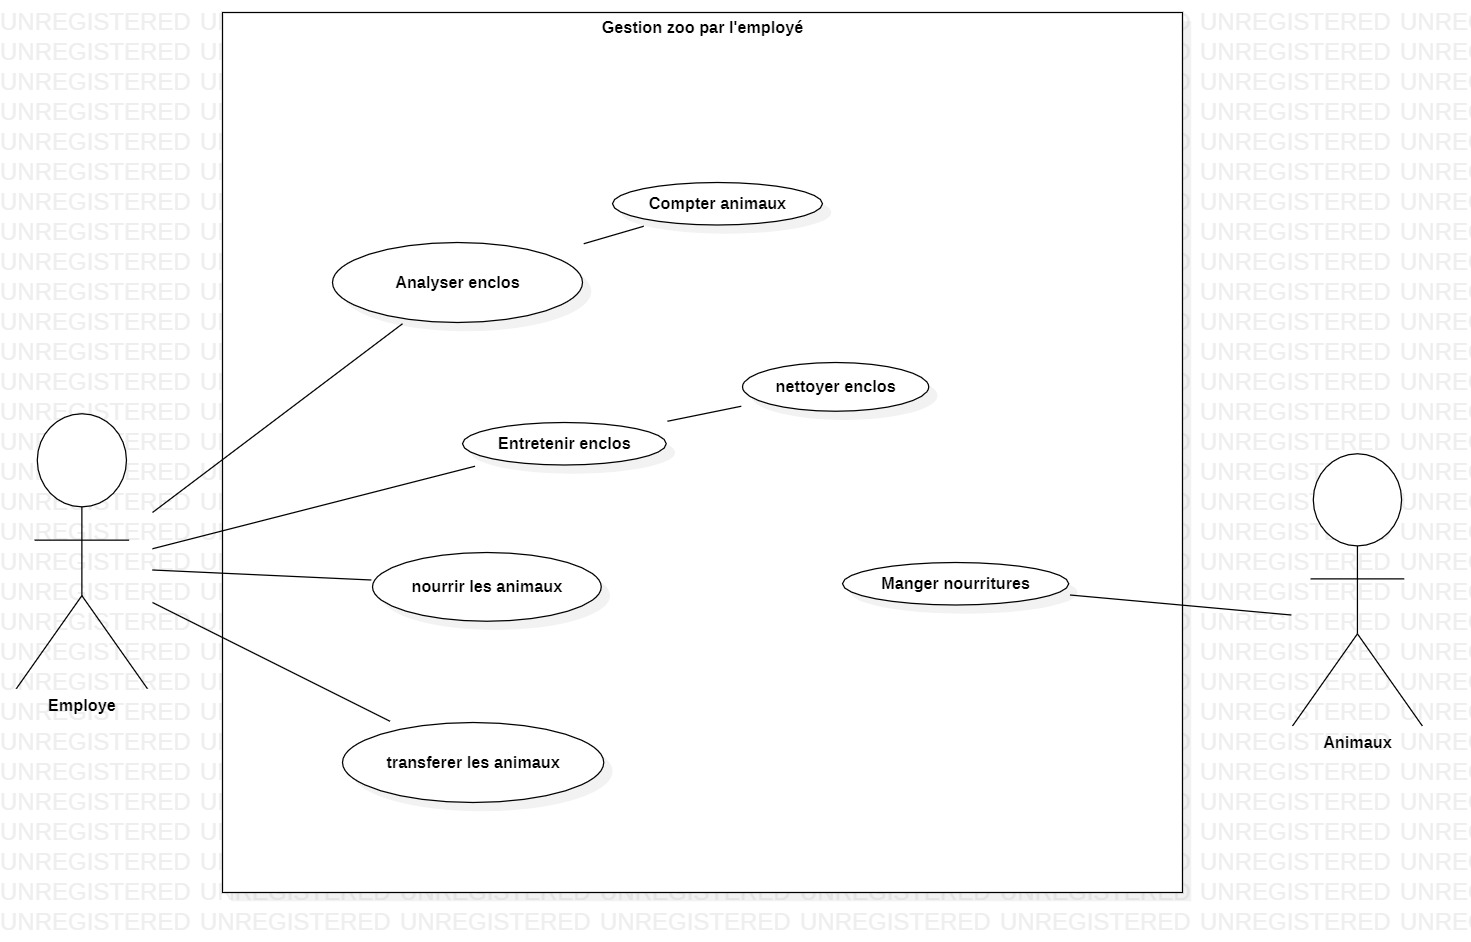 Gestion zoo par l'employé
Compter animaux
Analyser enclos
nettoyer enclos
Entretenir enclos
nourrir les animaux
Manger nourritures
Employe
Animaux
transferer les animaux
UNREGISTERED UNREGISTERED UNREGISTERED UNREGISTERED UNREGISTERED UNREGISTERED UNREGISTERED UNRE